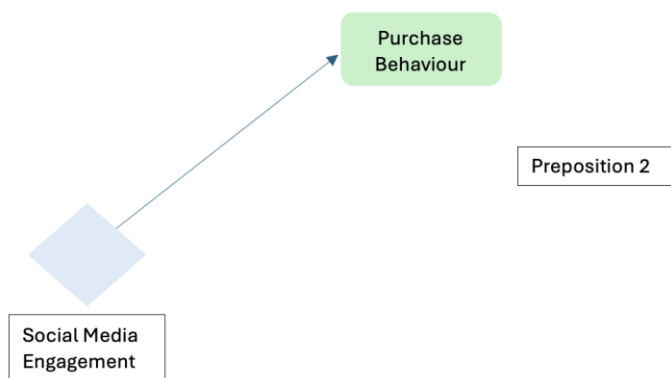 Purchase
Behaviour
Preposition 2
Social Media
Engagement